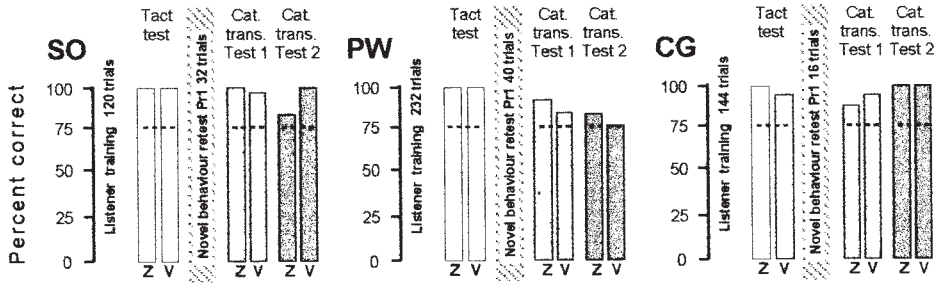 Percent correct
SO
100
75
50
25
0
Listener training 120 trials
Tact
test
Z V
Novel behaviour retest Pr1 32 trials
Cat.
trans.
Test 1
Z V
Cat.
trans.
Test 2
Z V
PW
100
75
50
25
0
Listener training 232 trials
Tact
test
Z V
Novel behaviour retest Pr1 40 trials
Cat.
trans.
Test 1
Z V
Cat.
trans.
Test 2
Z V
CG
100
75
50
25
0
Listener training 144 trials
Tact
test
Z V
Novel behaviour retest Pr1 16 trials
Cat.
trans.
Test 1
Z V
Cat.
trans.
Test 2
Z V